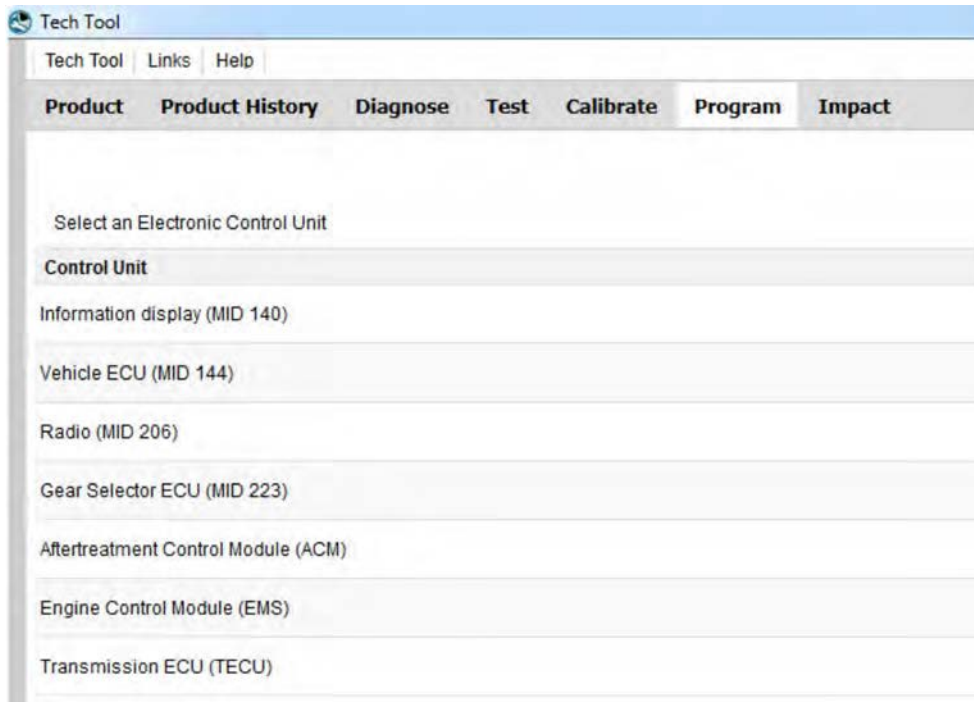 Tech Tool
Tech Tool Links Help
Product Product History Diagnose Test Calibrate Program Impact
Select an Electronic Control Unit
Control Unit
Information display (MID 140)
Vehicle ECU (MID 144)
Radio (MID 206)
Gear Selector ECU (MID 223)
Aftertreatment Control Module (ACM)
Engine Control Module (EMS)
Transmission ECU (TECU)